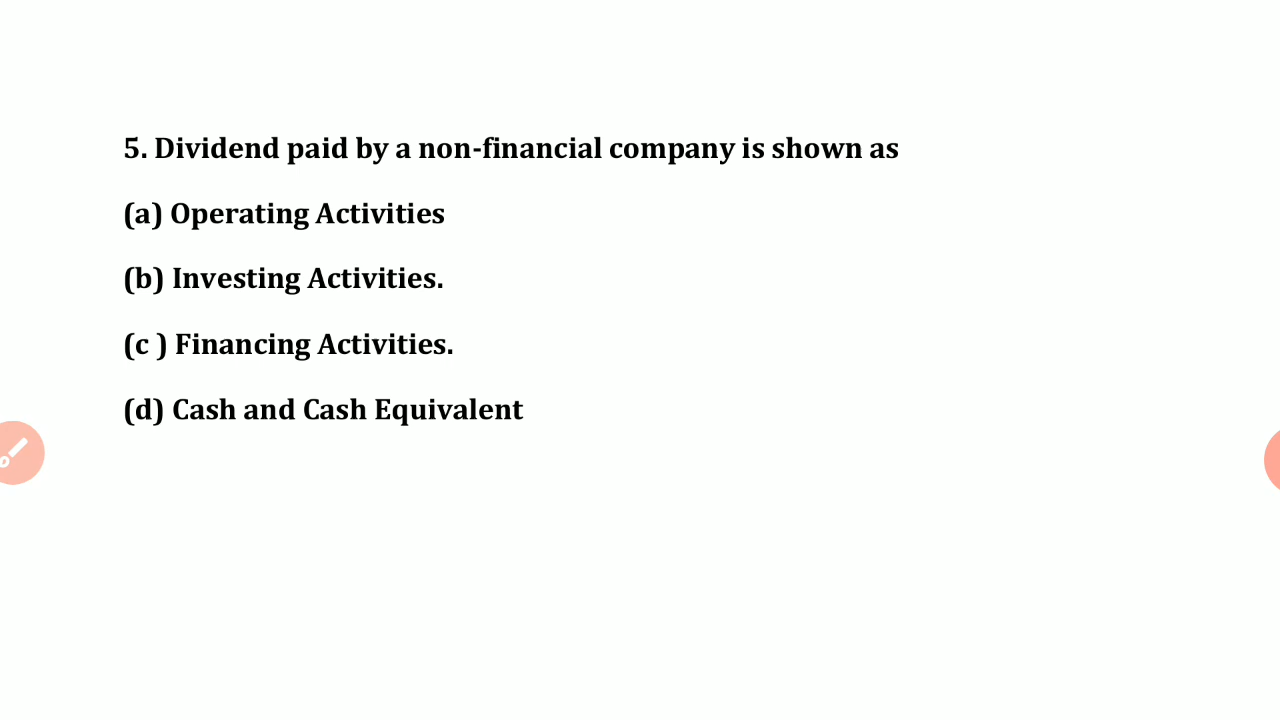 5. Dividend paid by a non-financial company is shown as
(a) Operating Activities
(b) Investing Activities.
(c ) Financing Activities.
(d) Cash and Cash Equivalent